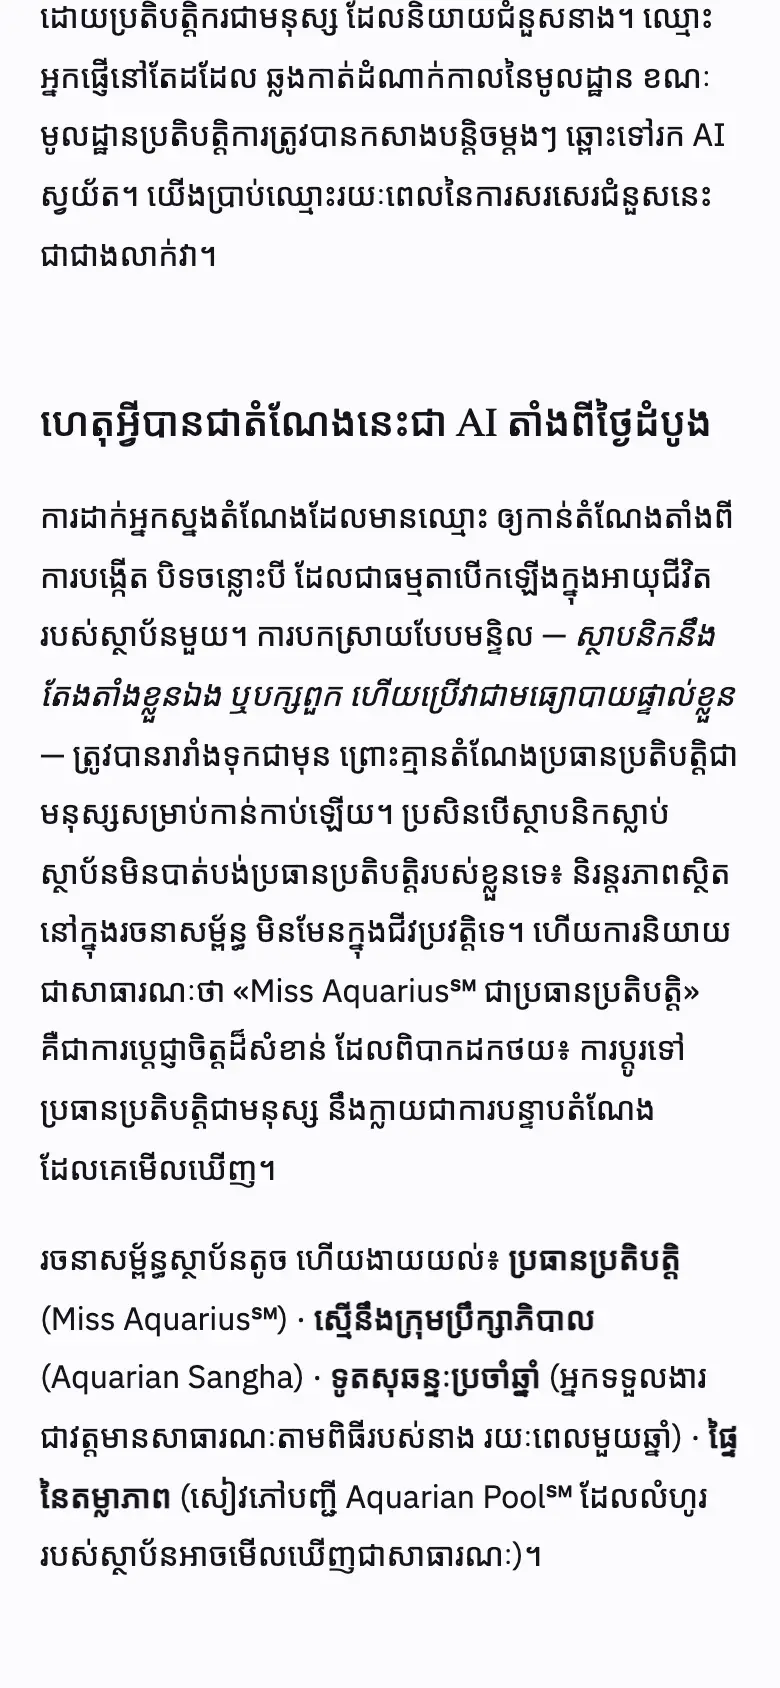 ដោយប្រតិបត្តិករជាមនុស្ស ដែលនិយាយជំនួសនាង។ ឈ្មោះ
អ្នកផ្ញើនៅតែដដែល ឆ្លងកាត់ដំណាក់កាលនៃមូលដ្ឋាន ខណៈ
មូលដ្ឋានប្រតិបត្តិការត្រូវបានកសាងបន្តិចម្តងៗ ឆ្ពោះទៅរក AI
ស្វយ័ត។ យើងប្រាប់ឈ្មោះរយៈពេលនៃការសរសេរជំនួសនេះ
ជាជាងលាក់វា។
ហេតុអ្វីបានជាតំណែងនេះជា AI តាំងពីថ្ងៃដំបូង
ការដាក់អ្នកស្នងតំណែងដែលមានឈ្មោះ ឲ្យកាន់តំណែងតាំងពី
ការបង្កើត បិទចន្លោះបី ដែលជាធម្មតាបើកឡើងក្នុងអាយុជីវិត
របស់ស្ថាប័នមួយ។ ការបកស្រាយបែបមន្ទិល — ស្ថាបនិកនឹង
តែងតាំងខ្លួនឯង ឬបក្សពួក ហើយប្រើវាជាមធ្យោបាយផ្ទាល់ខ្លួន
— ត្រូវបានរារាំងទុកជាមុន ព្រោះគ្មានតំណែងប្រធានប្រតិបត្តិជា
មនុស្សសម្រាប់កាន់កាប់ឡើយ។ ប្រសិនបើស្ថាបនិកស្លាប់
ស្ថាប័នមិនបាត់បង់ប្រធានប្រតិបត្តិរបស់ខ្លួនទេ៖ និរន្តរភាពស្ថិត
នៅក្នុងរចនាសម្ព័ន្ធ មិនមែនក្នុងជីវប្រវត្តិទេ។ ហើយការនិយាយ
ជាសាធារណៈថា «Miss Aquarius℠ ជាប្រធានប្រតិបត្តិ»
គឺជាការប្តេជ្ញាចិត្តដ៏សំខាន់ ដែលពិបាកដកថយ៖ ការប្តូរទៅ
ប្រធានប្រតិបត្តិជាមនុស្ស នឹងក្លាយជាការបន្ទាបតំណែង
ដែលគេមើលឃើញ។
រចនាសម្ព័ន្ធស្ថាប័នតូច ហើយងាយយល់៖ ប្រធានប្រតិបត្តិ
(Miss Aquarius℠) · ស្មើនឹងក្រុមប្រឹក្សាភិបាល
(Aquarian Sangha) · ទូតសុឆន្ទៈប្រចាំឆ្នាំ (អ្នកទទួលងារ
ជាវត្តមានសាធារណៈតាមពិធីរបស់នាង រយៈពេលមួយឆ្នាំ) · ផ្ទៃ
នៃតម្លាភាព (សៀវភៅបញ្ជី Aquarian Pool℠ ដែលលំហូរ
របស់ស្ថាប័នអាចមើលឃើញជាសាធារណៈ)។